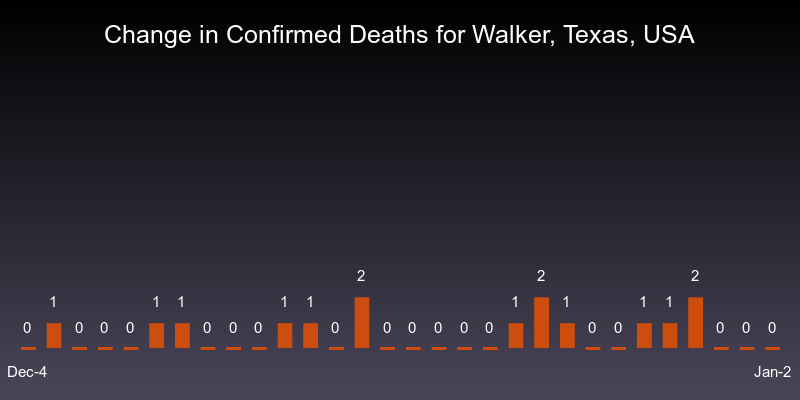 Change in Confirmed Deaths for Walker, Texas, USA
0 1 0 0 0 1 1 0 0 0 1 1 0 2 0 0 0 0 0 1 2 1 0 0 1 1 2 0 0 0
Dec-4 Jan-2